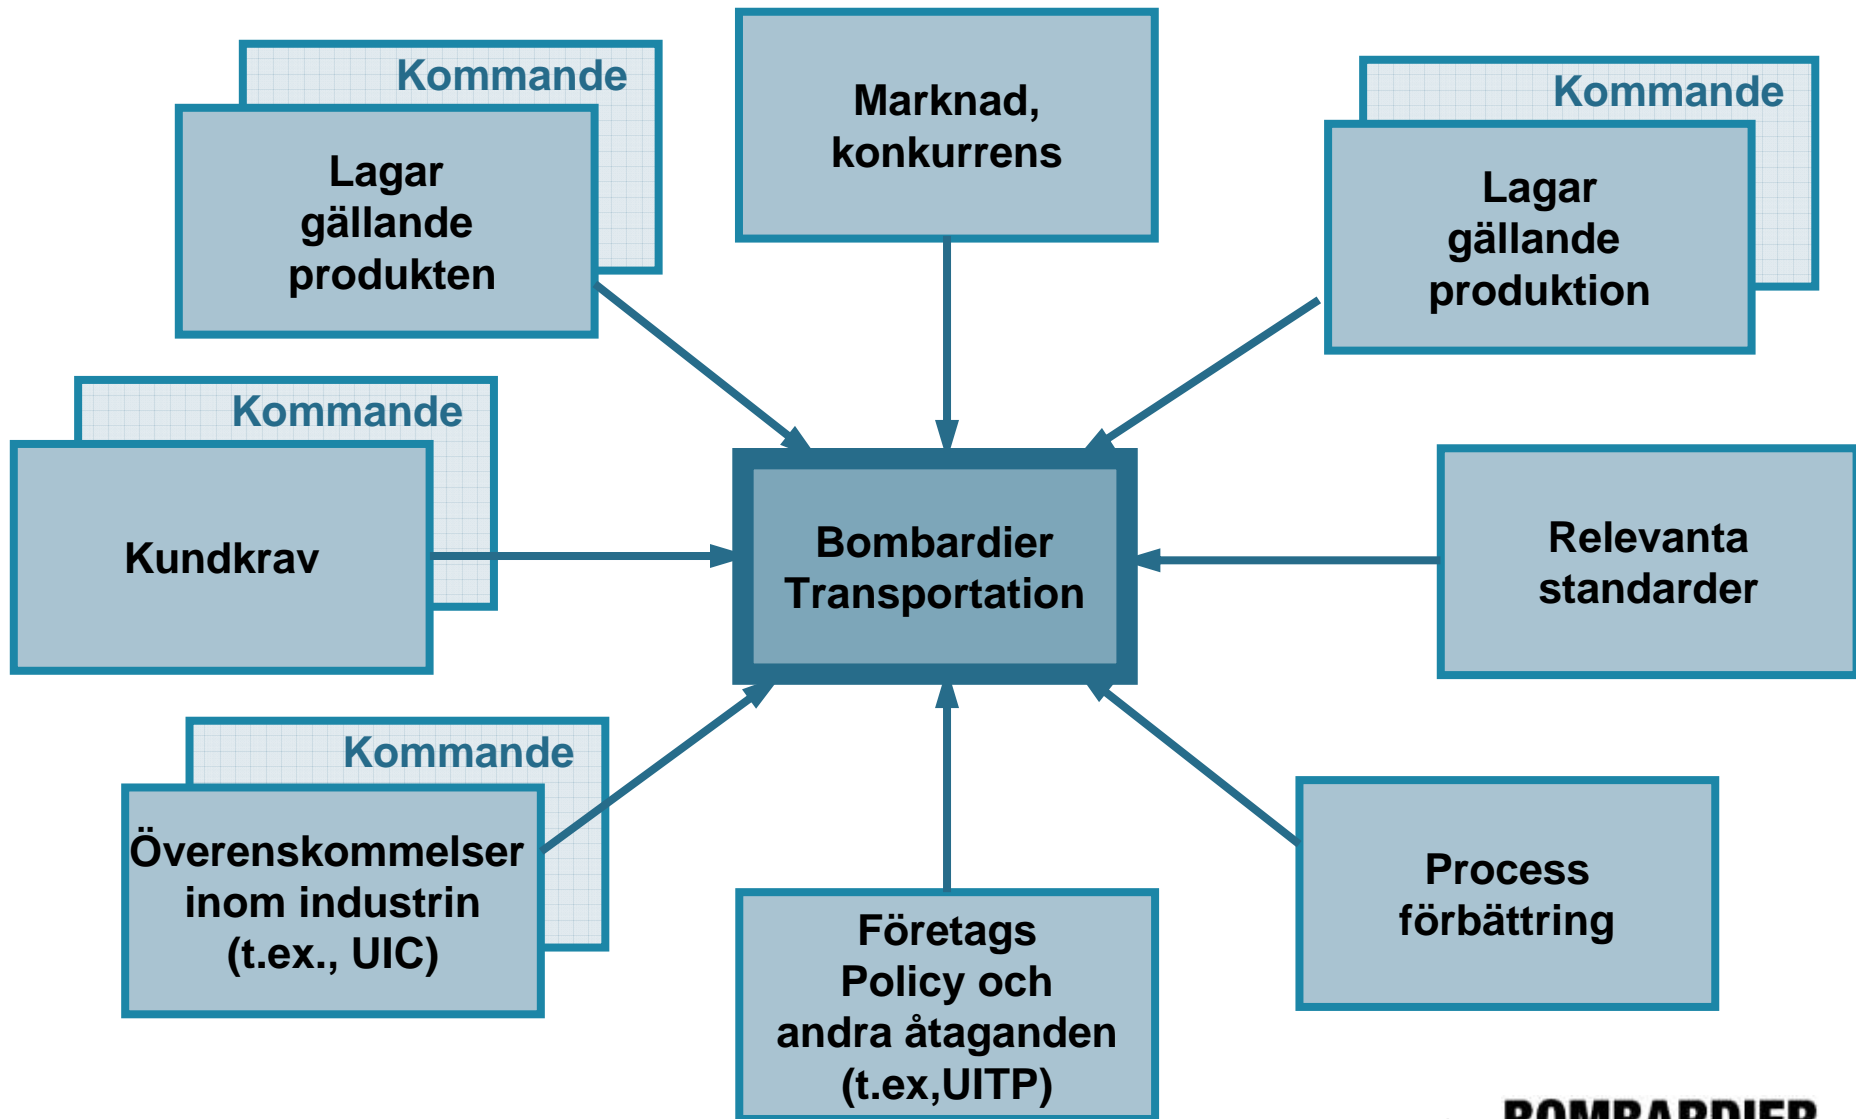 Kommande
Lagar
gällande
produkten
Marknad,
konkurrens
Kommande
Lagar
gällande
produktion
Kommande
Kundkrav
Bombardier
Transportation
Relevanta
standarder
Kommande
Överenskommelser
inom industrin
(t.ex., UIC)
Företags
Policy och
andra åtaganden
(t.ex,UITP)
Process
förbättring
BOMBARDIER